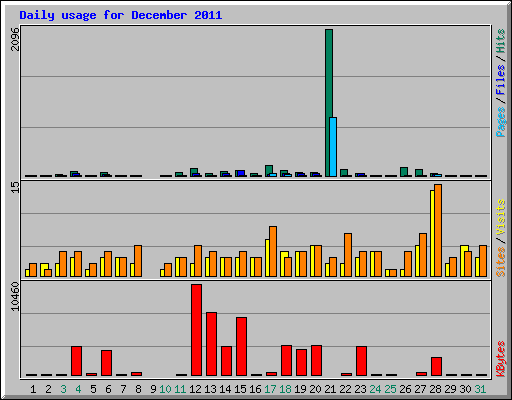 Daily usage for December 2011
2096
Pages / Files / Hits
15
Sites / Visits
10460
KBytes
1 2 3 4 5 6 7 8 9 10 11 12 13 14 15 16 17 18 19 20 21 22 23 24 25 26 27 28 29 30 31